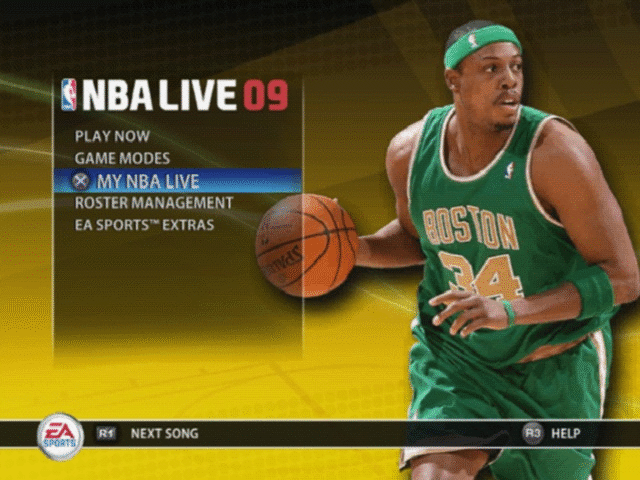 NBA LIVE 09
PLAY NOW
GAME MODES
MY NBA LIVE
ROSTER MANAGEMENT
EA SPORTS™ EXTRAS
SPALDING
BOSTON
34
EA
SPORTS
R1 NEXT SONG
R3 HELP